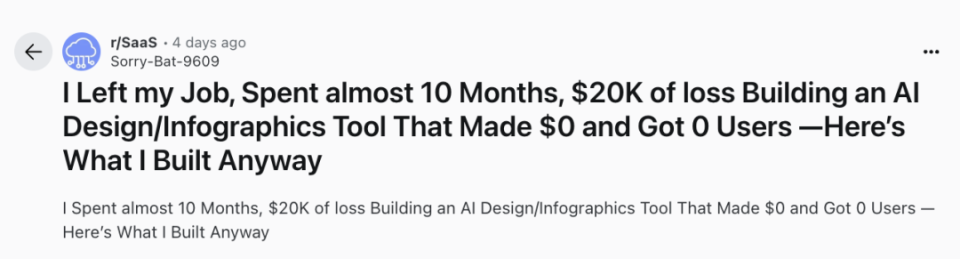 r/SaaS • 4 days ago
Sorry-Bat-9609
I Left my Job, Spent almost 10 Months, $20K of loss Building an AI
Design/Infographics Tool That Made $0 and Got 0 Users —Here’s
What I Built Anyway
I Spent almost 10 Months, $20K of loss Building an AI Design/Infographics Tool That Made $0 and Got 0 Users —
Here’s What I Built Anyway